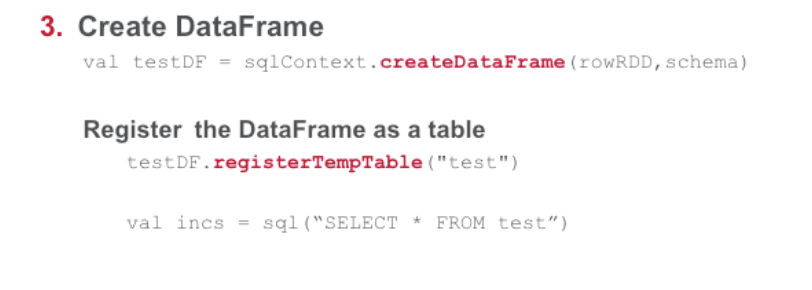 3. Create DataFrame
val testDF = sqlContext.createDataFrame(rowRDD,schema)
Register the DataFrame as a table
testDF.registerTempTable("test")
val incs = sql(“SELECT * FROM test”)